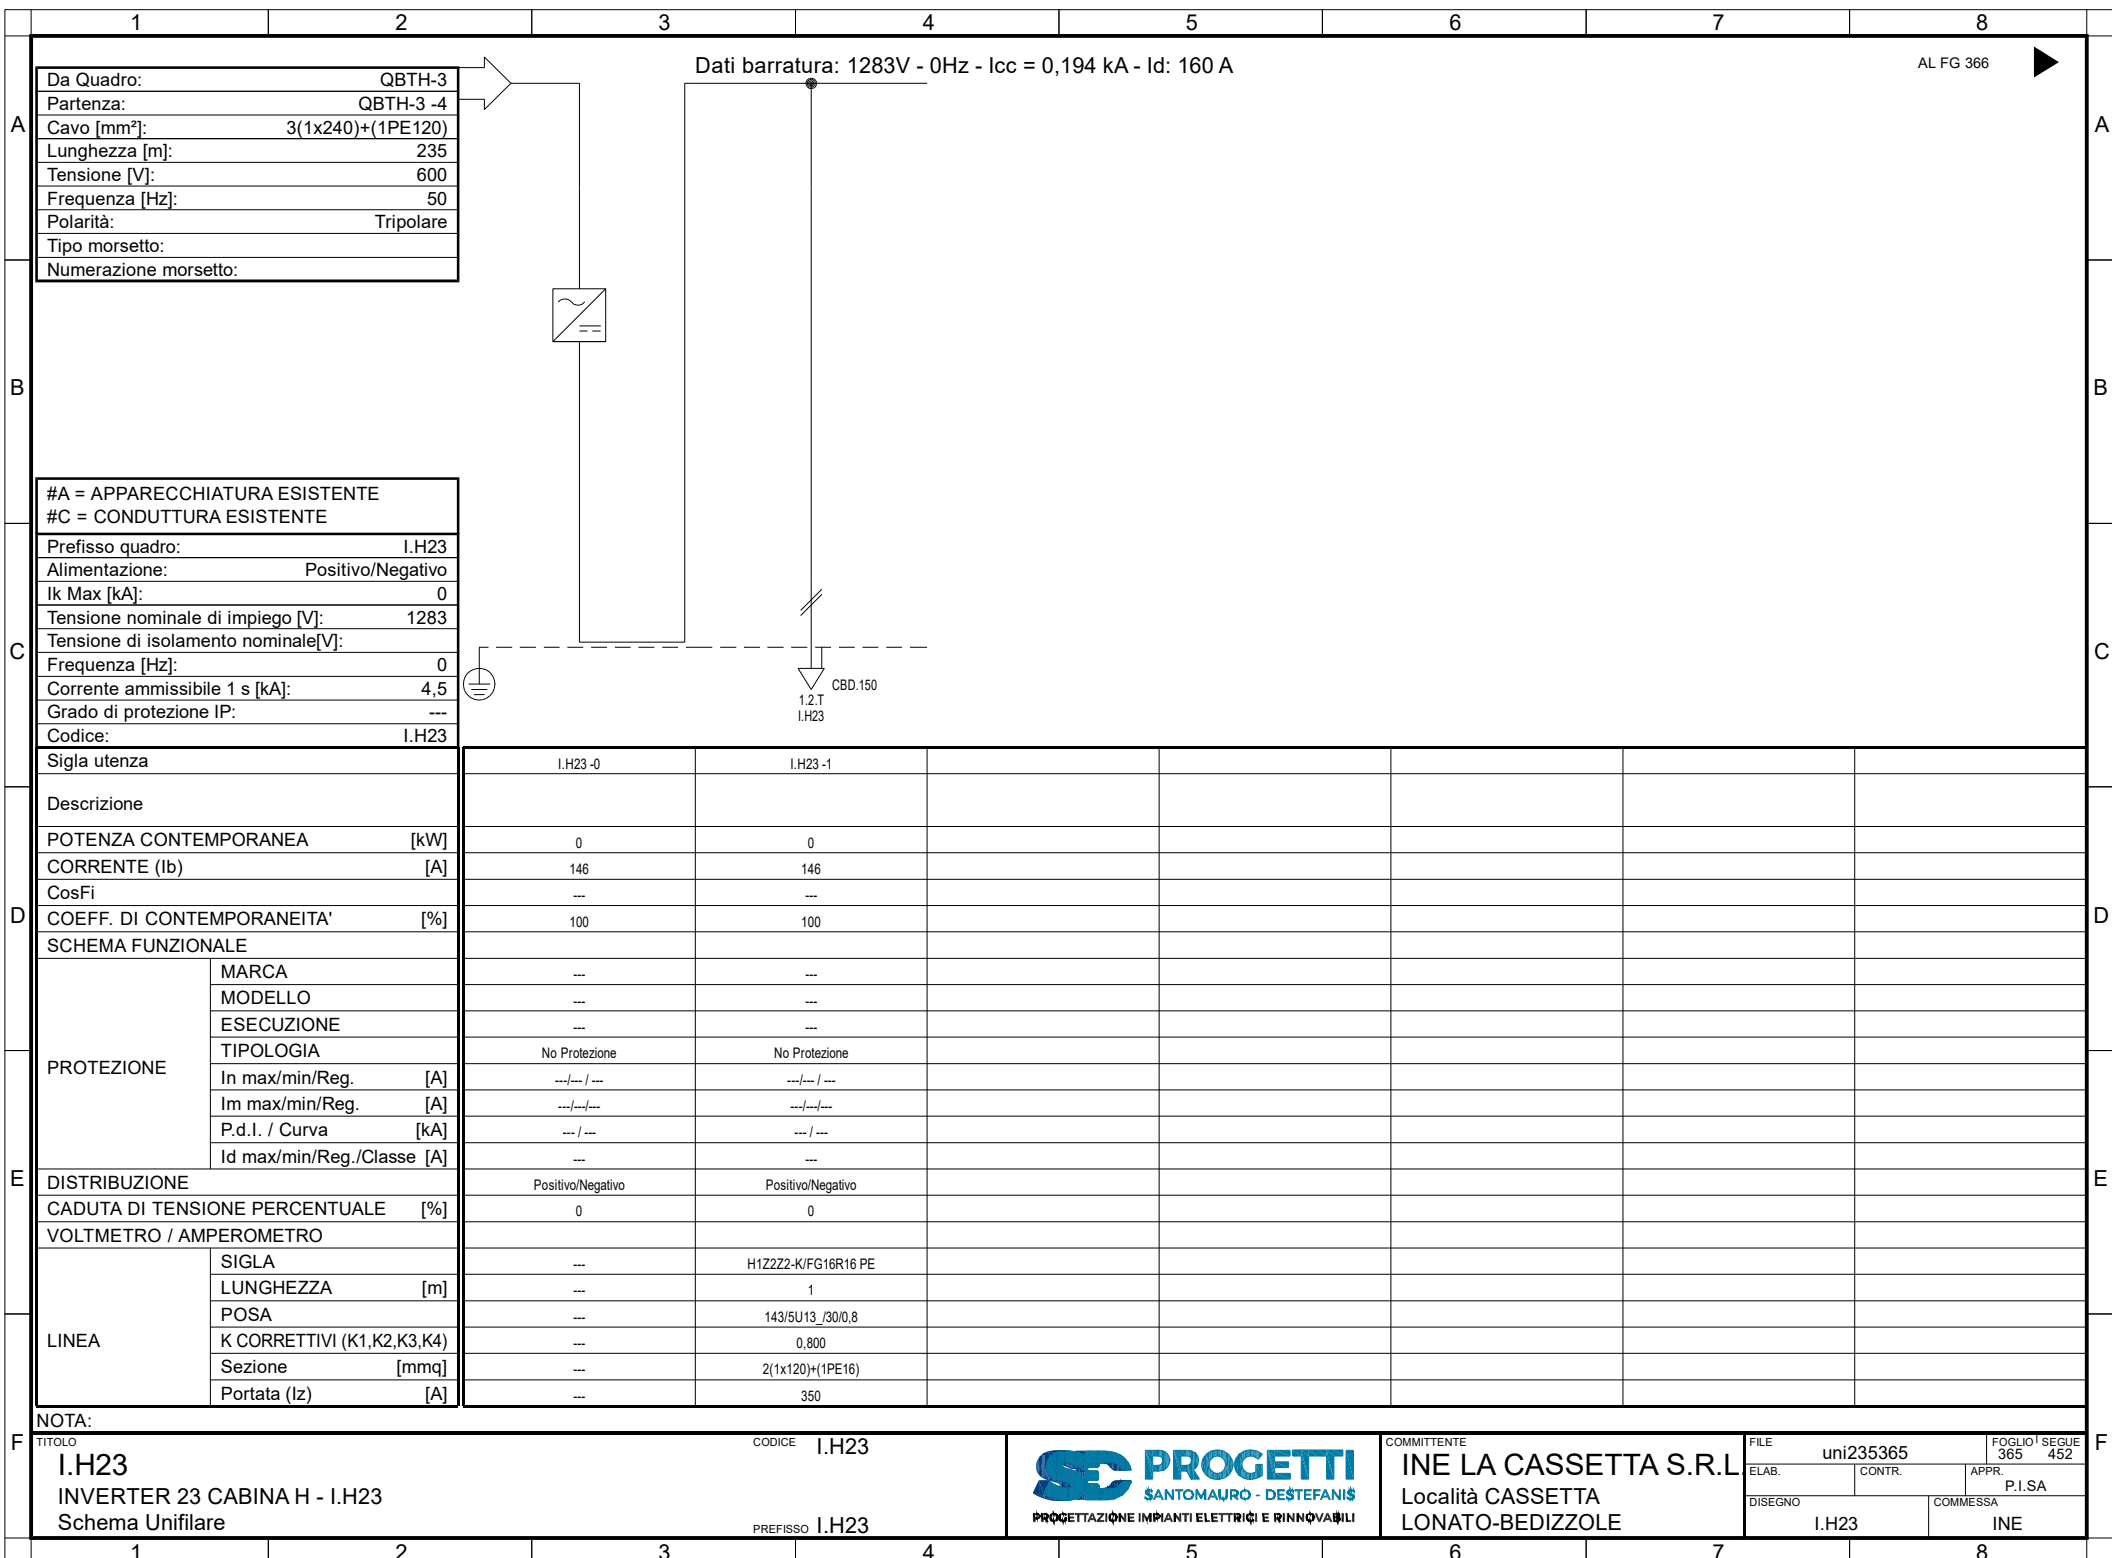 1 2 3 4 5 6 7 8
Dati barratura: 1283V - 0Hz - Icc = 0,194 kA - Id: 160 A
AL FG 366
Da Quadro: QBTH-3
Partenza: QBTH-3 -4
Cavo [mm²]: 3(1x240)+(1PE120)
Lunghezza [m]: 235
Tensione [V]: 600
Frequenza [Hz]: 50
Polarità: Tripolare
Tipo morsetto:
Numerazione morsetto:
A A
B B
#A = APPARECCHIATURA ESISTENTE
#C = CONDUTTURA ESISTENTE
Prefisso quadro: I.H23
Alimentazione: Positivo/Negativo
Ik Max [kA]: 0
Tensione nominale di impiego [V]: 1283
Tensione di isolamento nominale[V]:
Frequenza [Hz]: 0
Corrente ammissibile 1 s [kA]: 4,5
Grado di protezione IP: ---
Codice: I.H23
C C
CBD.150
1.2.T
I.H23
Sigla utenza I.H23 -0 I.H23 -1
Descrizione
POTENZA CONTEMPORANEA [kW] 0 0
CORRENTE (Ib) [A] 146 146
CosFi --- ---
D D
COEFF. DI CONTEMPORANEITA' [%] 100 100
SCHEMA FUNZIONALE
PROTEZIONE
MARCA --- ---
MODELLO --- ---
ESECUZIONE --- ---
TIPOLOGIA No Protezione No Protezione
In max/min/Reg. [A] ---/--- / --- ---/--- / ---
Im max/min/Reg. [A] ---/---/--- ---/---/---
P.d.I. / Curva [kA] --- / --- --- / ---
Id max/min/Reg./Classe [A] --- ---
E E
DISTRIBUZIONE Positivo/Negativo Positivo/Negativo
CADUTA DI TENSIONE PERCENTUALE [%] 0 0
VOLTMETRO / AMPEROMETRO
LINEA
SIGLA --- H1Z2Z2-K/FG16R16 PE
LUNGHEZZA [m] --- 1
POSA --- 143/5U13_/30/0,8
K CORRETTIVI (K1,K2,K3,K4) --- 0,800
Sezione [mmq] --- 2(1x120)+(1PE16)
Portata (Iz) [A] --- 350
NOTA:
F F
TITOLO
I.H23
INVERTER 23 CABINA H - I.H23
Schema Unifilare
CODICE I.H23
PREFISSO I.H23
SDC PROGETTI
SANTOMAURO - DESTEFANIS
PROGETTAZIONE IMPIANTI ELETTRICI E RINNOVABILI
COMMITTENTE
INE LA CASSETTA S.R.L.
Località CASSETTA
LONATO-BEDIZZOLE
FILE uni235365
FOGLIO 365
SEGUE 452
ELAB. CONTR. APPR. P.I.SA
DISEGNO I.H23
COMMESSA INE
1 2 3 4 5 6 7 8